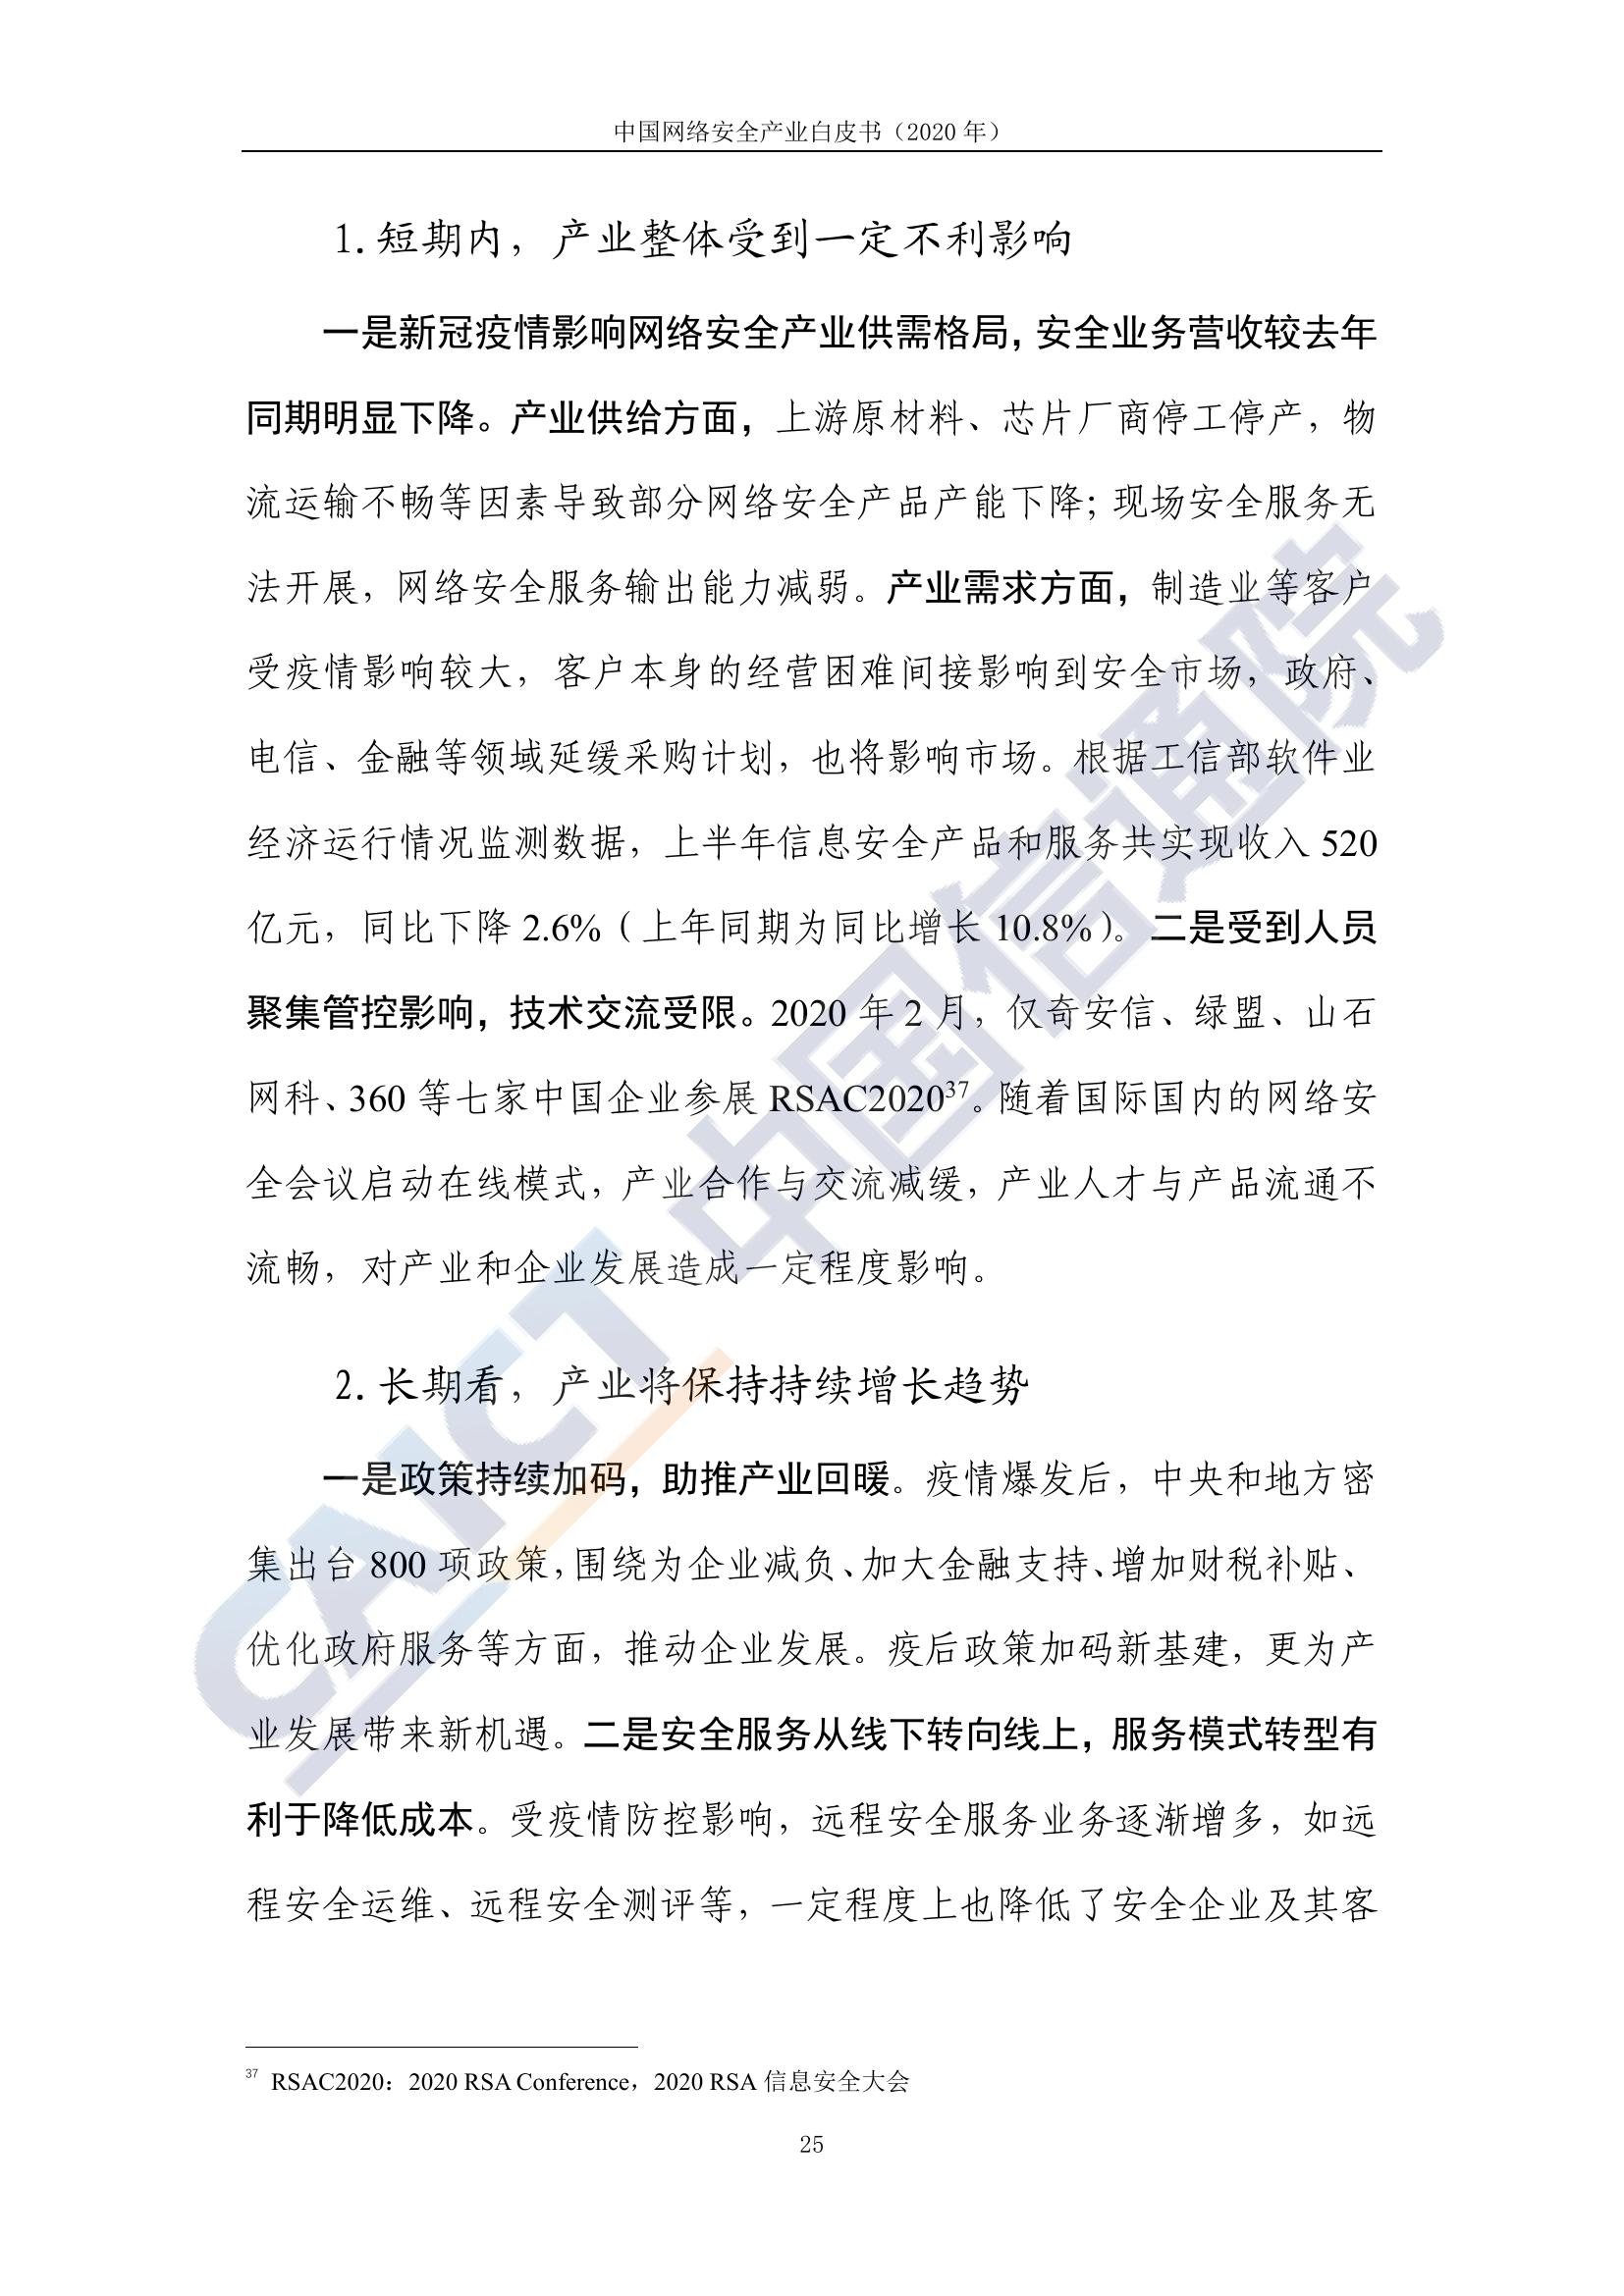 中国网络安全产业白皮书（2020 年）
1.短期内，产业整体受到一定不利影响
一是新冠疫情影响网络安全产业供需格局，安全业务营收较去年
同期明显下降。产业供给方面，上游原材料、芯片厂商停工停产，物
流运输不畅等因素导致部分网络安全产品产能下降；现场安全服务无
法开展，网络安全服务输出能力减弱。产业需求方面，制造业等客户
受疫情影响较大，客户本身的经营困难间接影响到安全市场，政府、
电信、金融等领域延缓采购计划，也将影响市场。根据工信部软件业
经济运行情况监测数据，上半年信息安全产品和服务共实现收入 520
亿元，同比下降 2.6%（上年同期为同比增长 10.8%）。二是受到人员
聚集管控影响，技术交流受限。2020 年 2 月，仅奇安信、绿盟、山石
网科、360 等七家中国企业参展 RSAC2020³⁷。随着国际国内的网络安
全会议启动在线模式，产业合作与交流减缓，产业人才与产品流通不
流畅，对产业和企业发展造成一定程度影响。
2.长期看，产业将保持持续增长趋势
一是政策持续加码，助推产业回暖。疫情爆发后，中央和地方密
集出台 800 项政策，围绕为企业减负、加大金融支持、增加财税补贴、
优化政府服务等方面，推动企业发展。疫后政策加码新基建，更为产
业发展带来新机遇。二是安全服务从线下转向线上，服务模式转型有
利于降低成本。受疫情防控影响，远程安全服务业务逐渐增多，如远
程安全运维、远程安全测评等，一定程度上也降低了安全企业及其客
³⁷ RSAC2020：2020 RSA Conference，2020 RSA 信息安全大会
25
CAICT 中国信通院